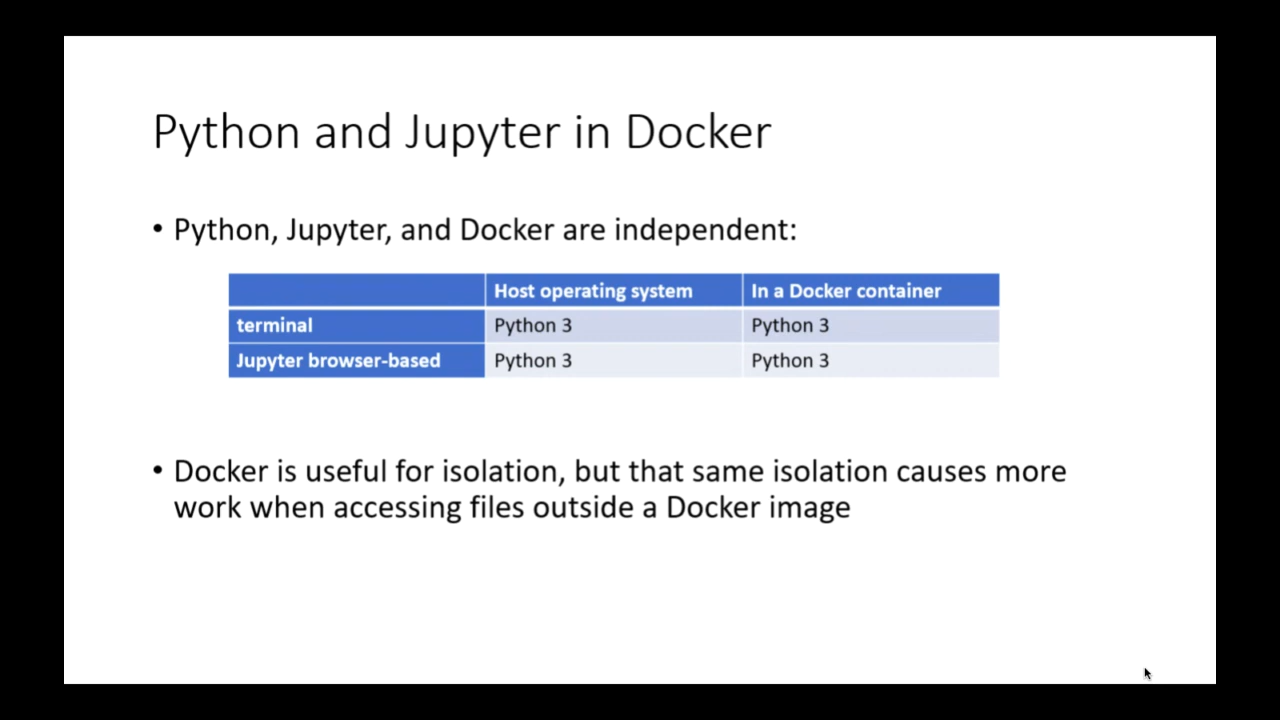 Python and Jupyter in Docker
• Python, Jupyter, and Docker are independent:
Host operating system In a Docker container
terminal Python 3 Python 3
Jupyter browser-based Python 3 Python 3
• Docker is useful for isolation, but that same isolation causes more
work when accessing files outside a Docker image